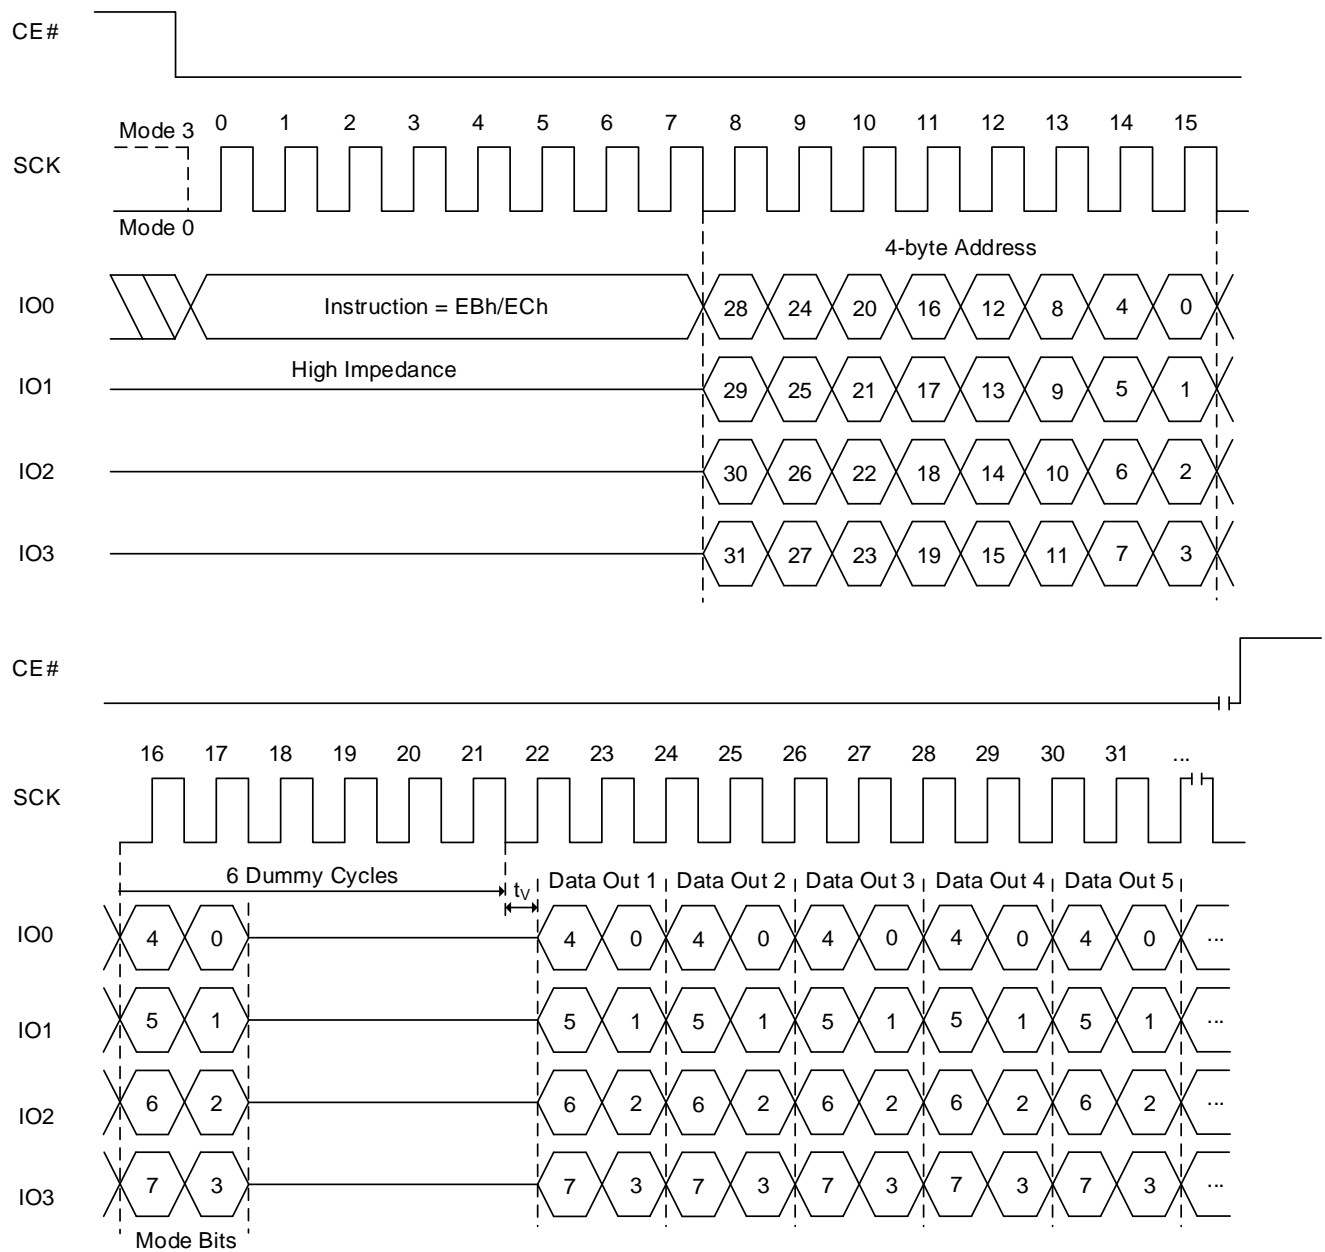 CE#
Mode 3 0 1 2 3 4 5 6 7 8 9 10 11 12 13 14 15
SCK
Mode 0
4-byte Address
IO0 Instruction = EBh/ECh 28 24 20 16 12 8 4 0
High Impedance
IO1 29 25 21 17 13 9 5 1
IO2 30 26 22 18 14 10 6 2
IO3 31 27 23 19 15 11 7 3
CE#
16 17 18 19 20 21 22 23 24 25 26 27 28 29 30 31 ...
SCK
6 Dummy Cycles tV Data Out 1 Data Out 2 Data Out 3 Data Out 4 Data Out 5
IO0 4 0 4 0 4 0 4 0 4 0 4 0 ...
IO1 5 1 5 1 5 1 5 1 5 1 5 1 ...
IO2 6 2 6 2 6 2 6 2 6 2 6 2 ...
IO3 7 3 7 3 7 3 7 3 7 3 7 3 ...
Mode Bits